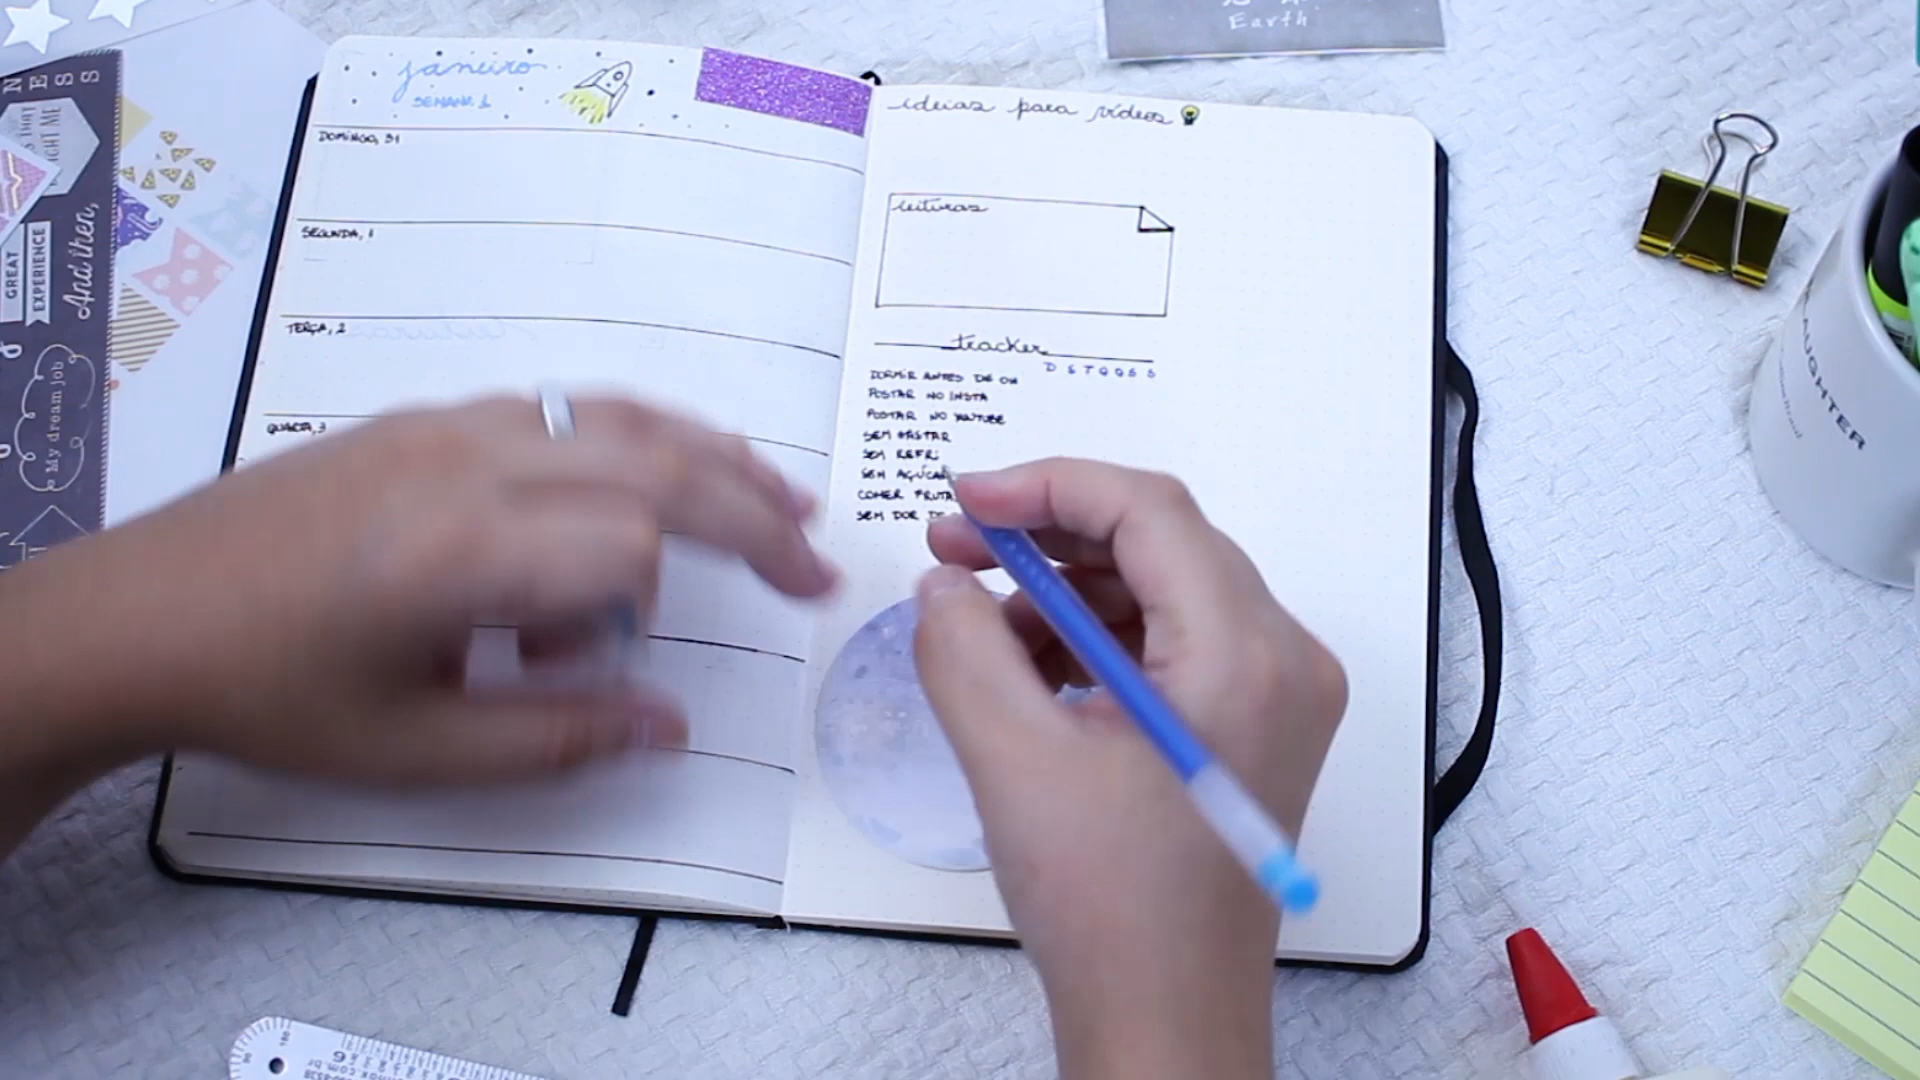 Earth
janeiro
SEMANA 1
DOMINGO, 31
SEGUNDA, 1
TERÇA, 2
QUARTA, 3
ideias para vídeos
leituras
tracker
D S T Q Q S S
DORMIR ANTES DE 0H
POSTAR NO INSTA
POSTAR NO YOUTUBE
SEM GASTAR
SEM REFRI
SEM AÇÚCAR
COMER FRUTA
SEM DOR DE
GREAT
EXPERIENCE
And then,
My dream job
AUGHTER